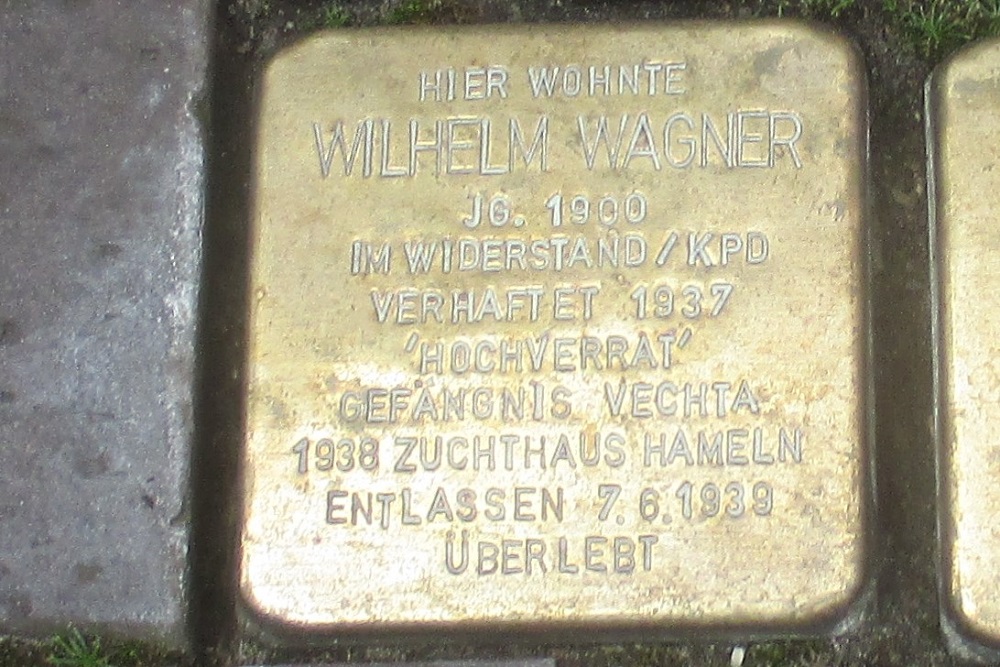 HIER WOHNTE
WILHELM WAGNER
JG. 1900
IM WIDERSTAND / KPD
VERHAFTET 1937
'HOCHVERRAT'
GEFÄNGNIS VECHTA
1938 ZUCHTHAUS HAMELN
ENTLASSEN 7.6.1939
ÜBERLEBT